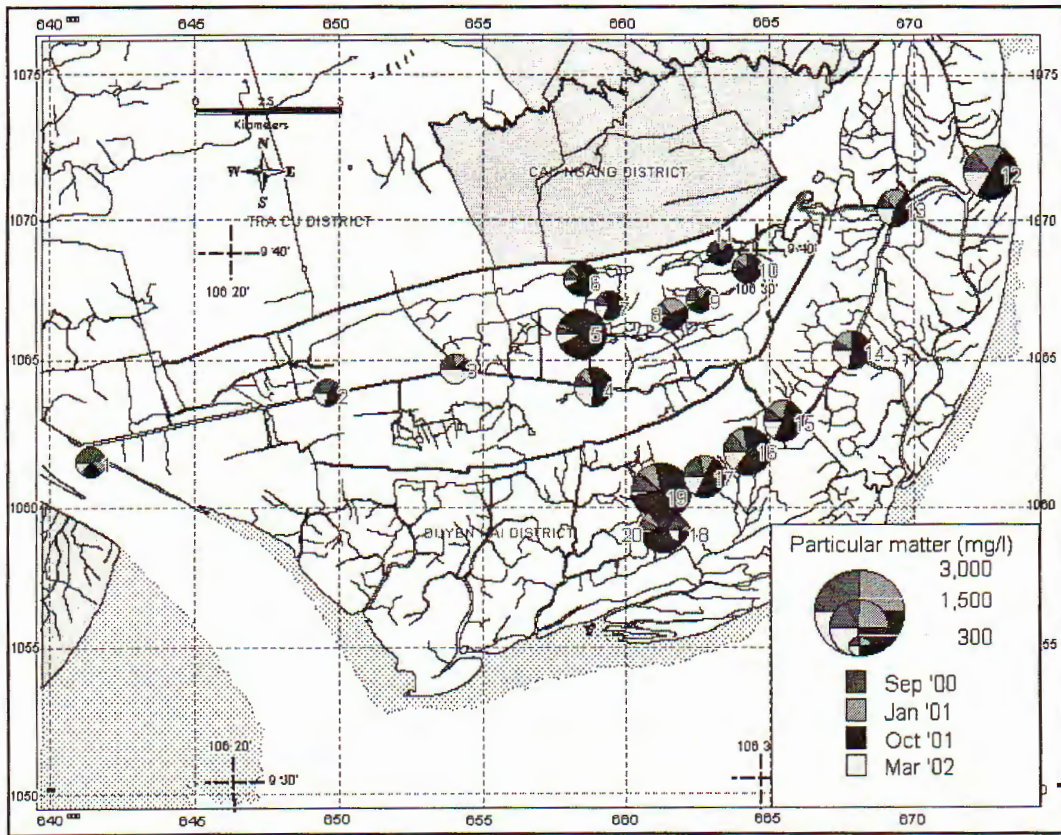 640 000 645 650 655 660 665 670
1075 1075
0 2.5 5
Kilometers
N
W E
S
CAU NGANG DISTRICT
TRA CU DISTRICT
12
13
1070 1070
11
9°40' 9°40'
10
106 20' 106 30'
6
7
9
8
5
14
1065 1065
3
4
2
15
16
1
17
19
1060 1060
20 18
DUYEN HAI DISTRICT
Particular matter (mg/l)
3,000
1,500
300
Sep '00
Jan '01
Oct '01
Mar '02
1055 55
106 20' 106 3
9°30'
1050
640 000 645 650 655 660 665 670